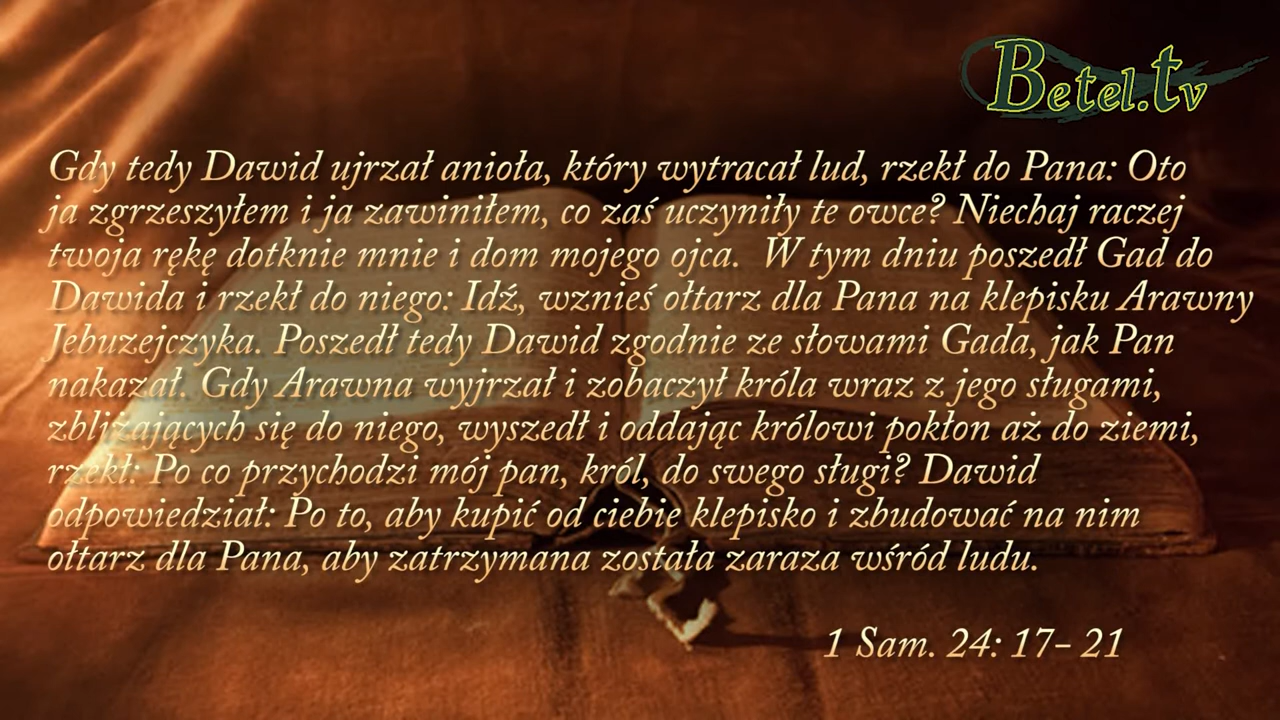 Betel.tv
Gdy tedy Dawid ujrzał anioła, który wytracał lud, rzekł do Pana: Oto
ja zgrzeszyłem i ja zawiniłem, co zaś uczyniły te owce? Niechaj raczej
twoja rękę dotknie mnie i dom mojego ojca.  W tym dniu poszedł Gad do
Dawida i rzekł do niego: Idź, wznieś ołtarz dla Pana na klepisku Arawny
Jebuzejczyka. Poszedł tedy Dawid zgodnie ze słowami Gada, jak Pan
nakazał. Gdy Arawna wyjrzał i zobaczył króla wraz z jego sługami,
zbliżających się do niego, wyszedł i oddając królowi pokłon aż do ziemi,
rzekł: Po co przychodzi mój pan, król, do swego sługi? Dawid
odpowiedział: Po to, aby kupić od ciebie klepisko i zbudować na nim
ołtarz dla Pana, aby zatrzymana została zaraza wśród ludu.
1 Sam. 24: 17- 21